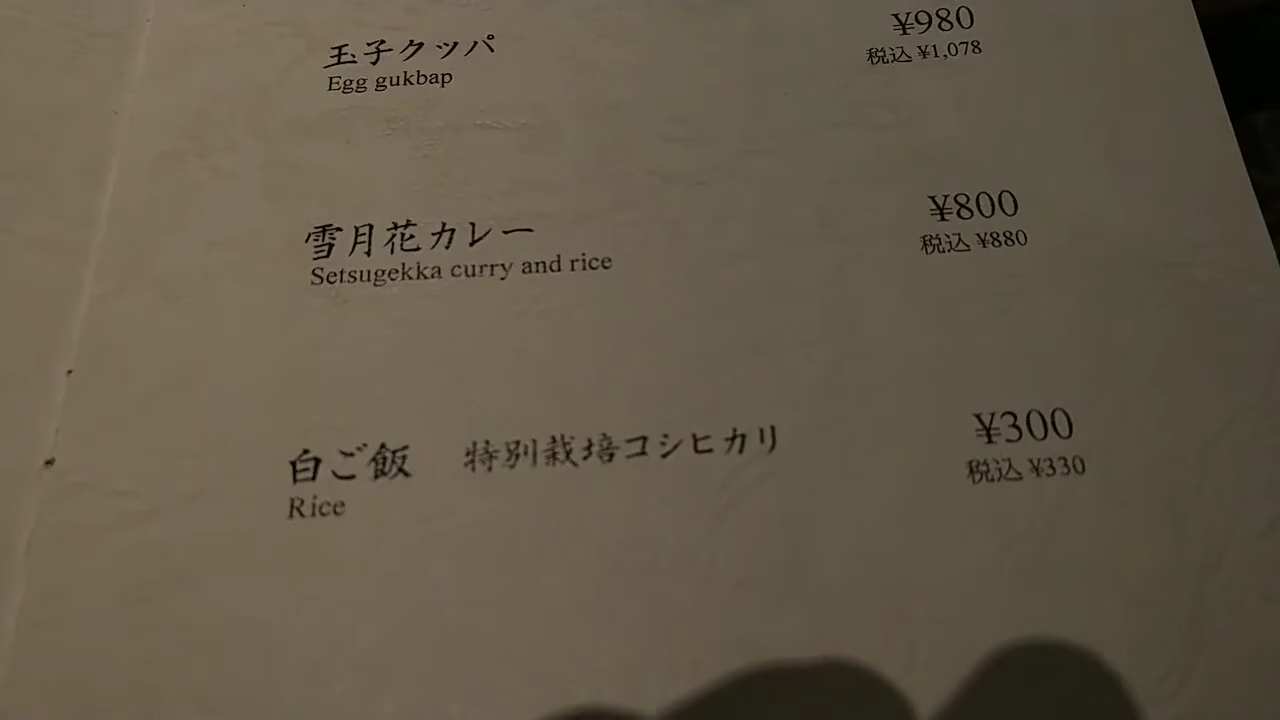 玉子クッパ ¥980
Egg gukbap 税込 ¥1,078
雪月花カレー ¥800
Setsugekka curry and rice 税込 ¥880
白ご飯 特別栽培コシヒカリ ¥300
Rice 税込 ¥330